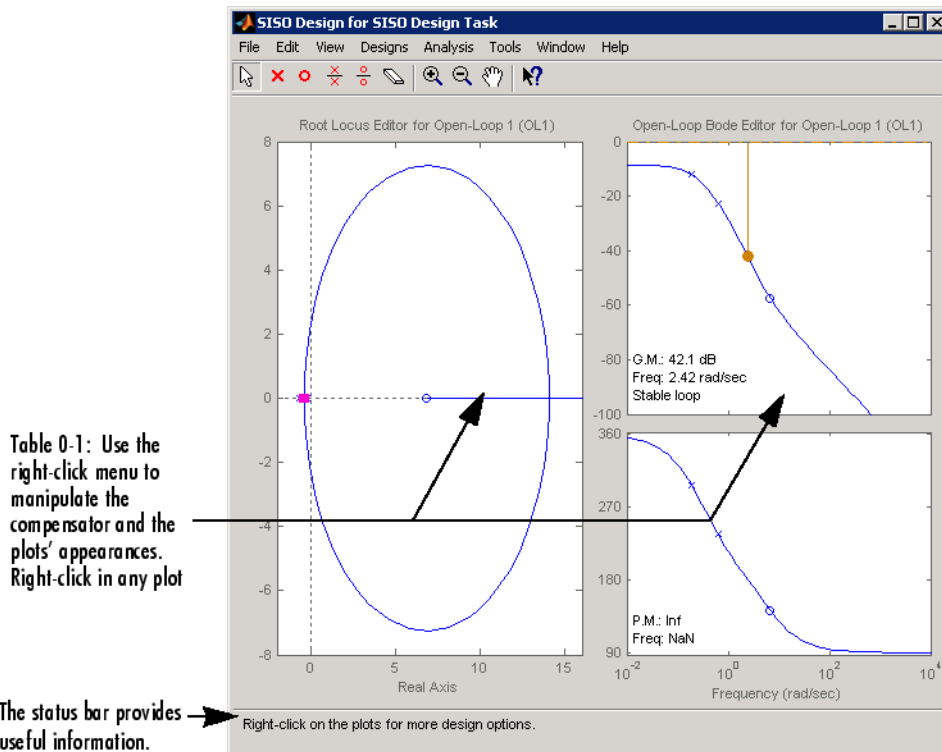 SISO Design for SISO Design Task
File Edit View Designs Analysis Tools Window Help
Root Locus Editor for Open-Loop 1 (OL1)
8
6
4
2
0
-2
-4
-6
-8
0 5 10 15
Real Axis
Open-Loop Bode Editor for Open-Loop 1 (OL1)
0
-20
-40
-60
-80
-100
G.M.: 42.1 dB
Freq: 2.42 rad/sec
Stable loop
360
270
180
90
P.M.: Inf
Freq: NaN
10^-2 10^0 10^2 10^4
Frequency (rad/sec)
Table 0-1: Use the
right-click menu to
manipulate the
compensator and the
plots' appearances.
Right-click in any plot
The status bar provides
useful information.
Right-click on the plots for more design options.